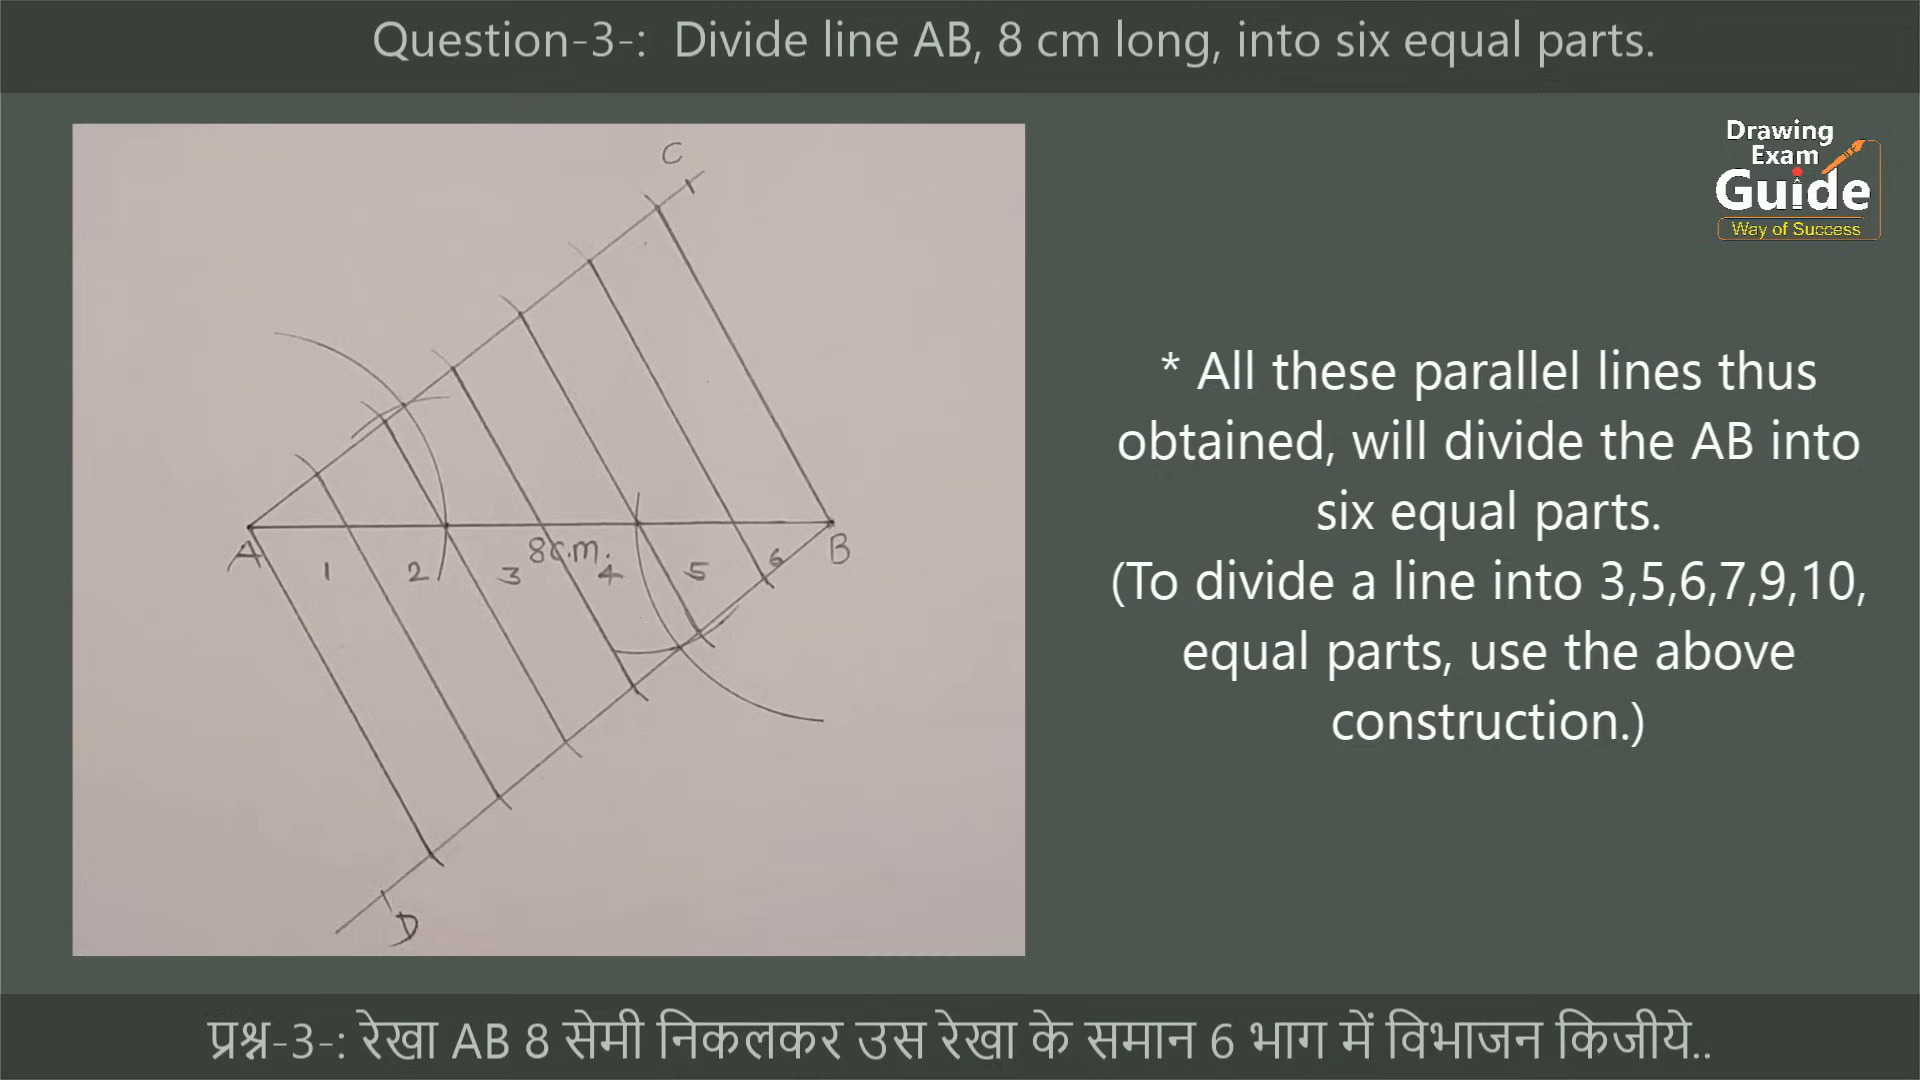 Question-3-: Divide line AB, 8 cm long, into six equal parts.
Drawing
Exam
Guide
Way of Success
C
A
1
2
3
8c.m.
4
5
6
B
D
* All these parallel lines thus
obtained, will divide the AB into
six equal parts.
(To divide a line into 3,5,6,7,9,10,
equal parts, use the above
construction.)
प्रश्न-3-: रेखा AB 8 सेमी निकलकर उस रेखा के समान 6 भाग में विभाजन किजीये..